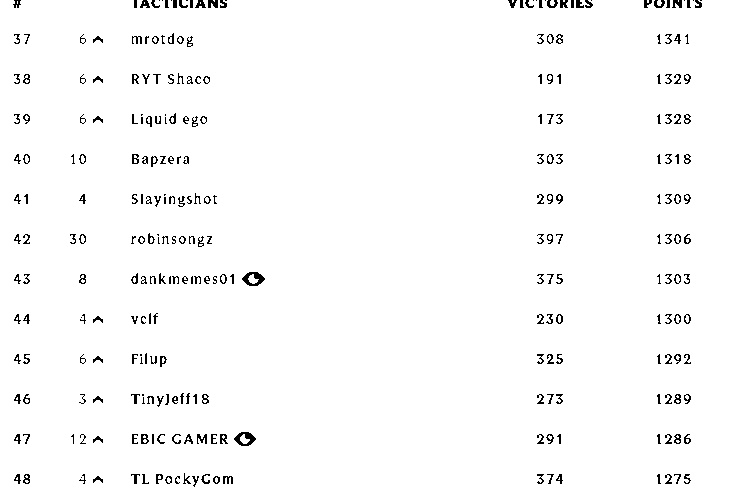 # TACTICIANS VICTORIES POINTS
37 6 mrotdog 308 1341
38 6 RYT Shaco 191 1329
39 6 Liquid ego 173 1328
40 10 Bapzera 303 1318
41 4 Slayingshot 299 1309
42 30 robinsongz 397 1306
43 8 dankmemes01 375 1303
44 4 vclf 230 1300
45 6 Filup 325 1292
46 3 TinyJeff18 273 1289
47 12 EBIC GAMER 291 1286
48 4 TL PockyGom 374 1275